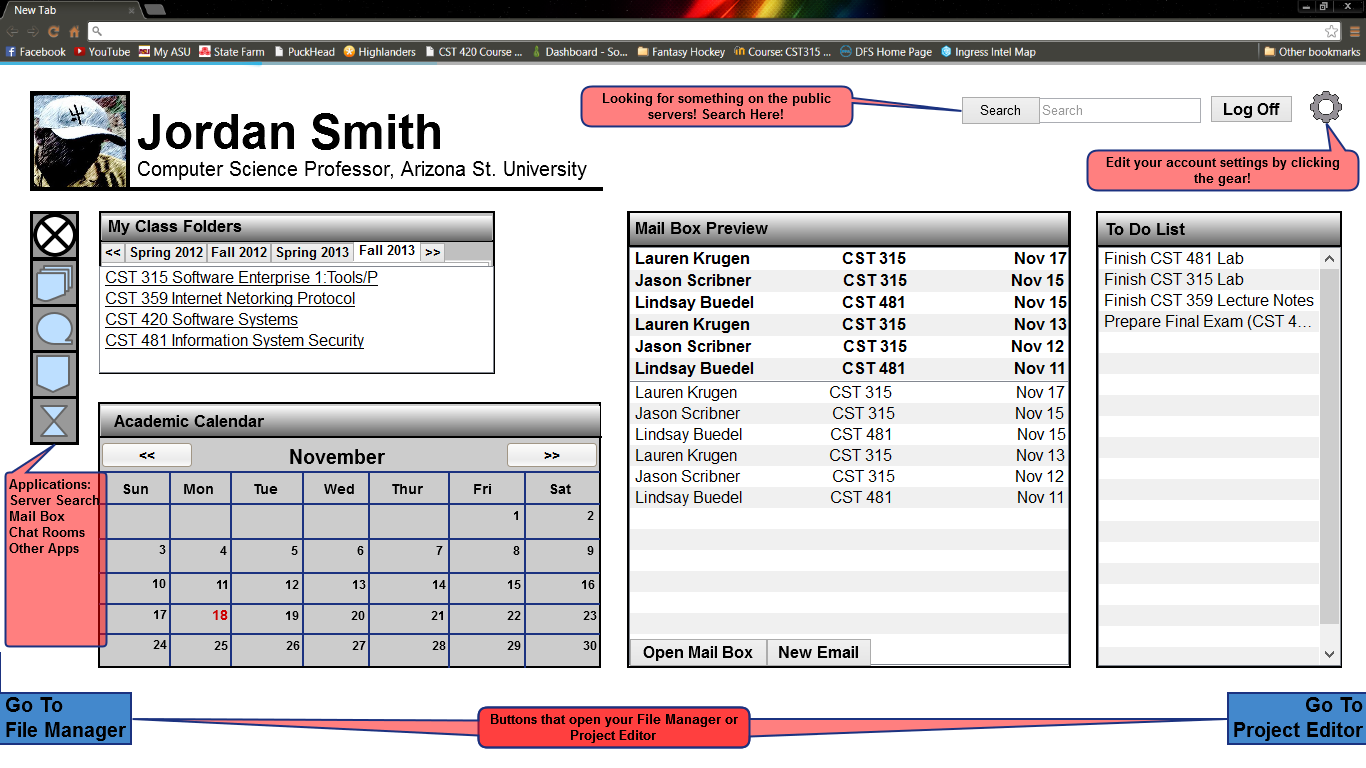 New Tab
Facebook YouTube My ASU State Farm PuckHead Highlanders CST 420 Course ... Dashboard - So... Fantasy Hockey Course: CST315 ... DFS Home Page Ingress Intel Map Other bookmarks
Looking for something on the public
servers! Search Here!
Search Search Log Off
Jordan Smith
Computer Science Professor, Arizona St. University
Edit your account settings by clicking
the gear!
My Class Folders
<< Spring 2012 Fall 2012 Spring 2013 Fall 2013 >>
CST 315 Software Enterprise 1:Tools/P
CST 359 Internet Netorking Protocol
CST 420 Software Systems
CST 481 Information System Security
Mail Box Preview
Lauren Krugen CST 315 Nov 17
Jason Scribner CST 315 Nov 15
Lindsay Buedel CST 481 Nov 15
Lauren Krugen CST 315 Nov 13
Jason Scribner CST 315 Nov 12
Lindsay Buedel CST 481 Nov 11
Lauren Krugen CST 315 Nov 17
Jason Scribner CST 315 Nov 15
Lindsay Buedel CST 481 Nov 15
Lauren Krugen CST 315 Nov 13
Jason Scribner CST 315 Nov 12
Lindsay Buedel CST 481 Nov 11
Open Mail Box New Email
To Do List
Finish CST 481 Lab
Finish CST 315 Lab
Finish CST 359 Lecture Notes
Prepare Final Exam (CST 4...
Academic Calendar
<< November >>
Sun Mon Tue Wed Thur Fri Sat
1 2
3 4 5 6 7 8 9
10 11 12 13 14 15 16
17 18 19 20 21 22 23
24 25 26 27 28 29 30
Applications:
Server Search
Mail Box
Chat Rooms
Other Apps
Go To
File Manager
Buttons that open your File Manager or
Project Editor
Go To
Project Editor